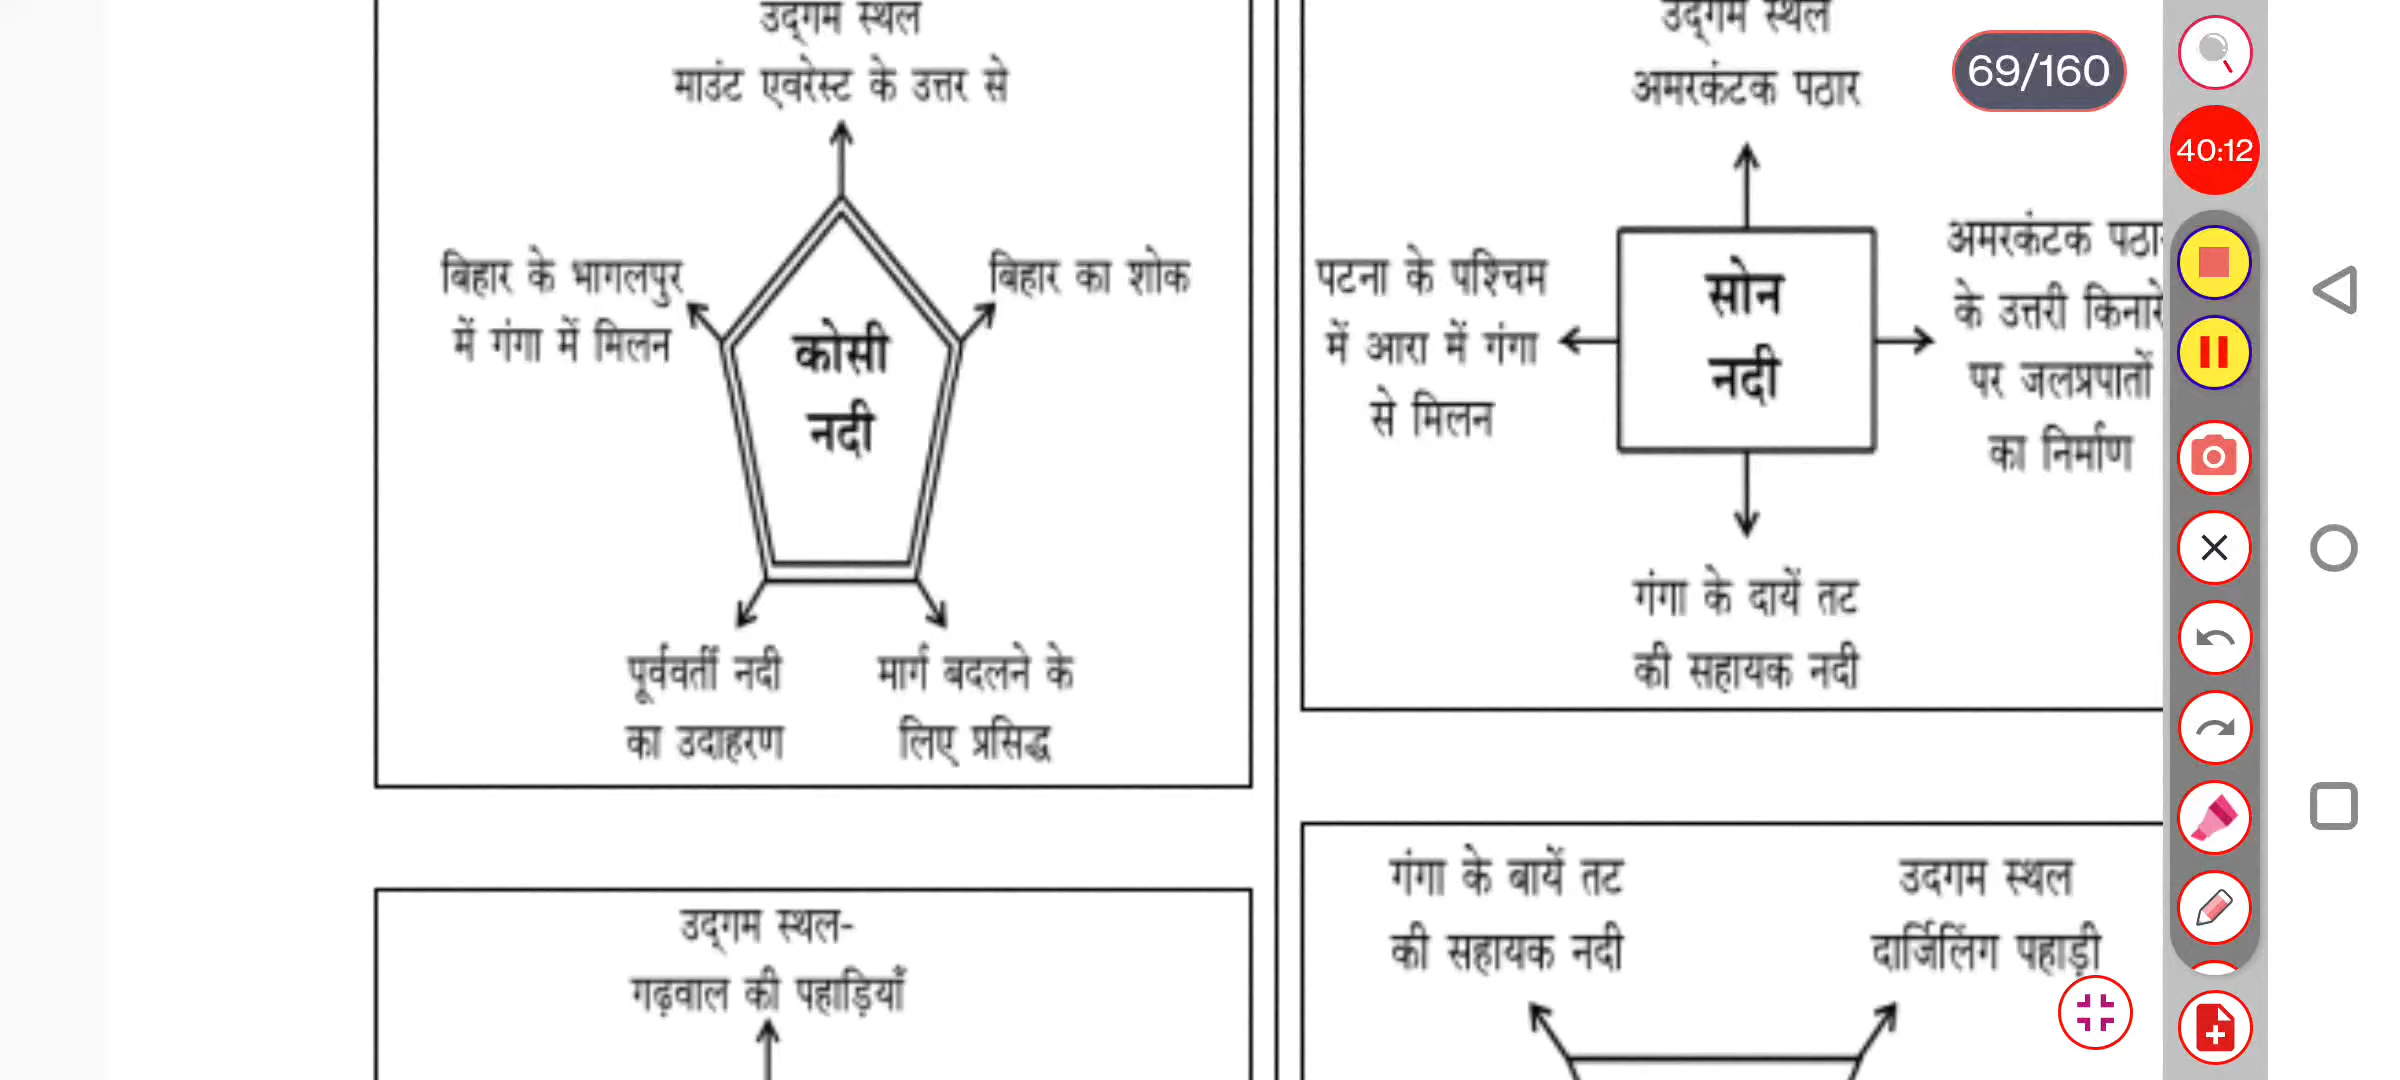 उद्गम स्थल
माउंट एवरेस्ट के उत्तर से
बिहार के भागलपुर
में गंगा में मिलन
बिहार का शोक
कोसी
नदी
पूर्ववर्ती नदी
का उदाहरण
मार्ग बदलने के
लिए प्रसिद्ध
उद्गम स्थल-
गढ़वाल की पहाड़ियाँ
उद्गम स्थल
अमरकंटक पठार
पटना के पश्चिम
में आरा में गंगा
से मिलन
सोन
नदी
अमरकंटक पठा
के उत्तरी किनारे
पर जलप्रपातों
का निर्माण
गंगा के दायें तट
की सहायक नदी
गंगा के बायें तट
की सहायक नदी
उदगम स्थल
दार्जिलिंग पहाड़ी
69/160
40:12